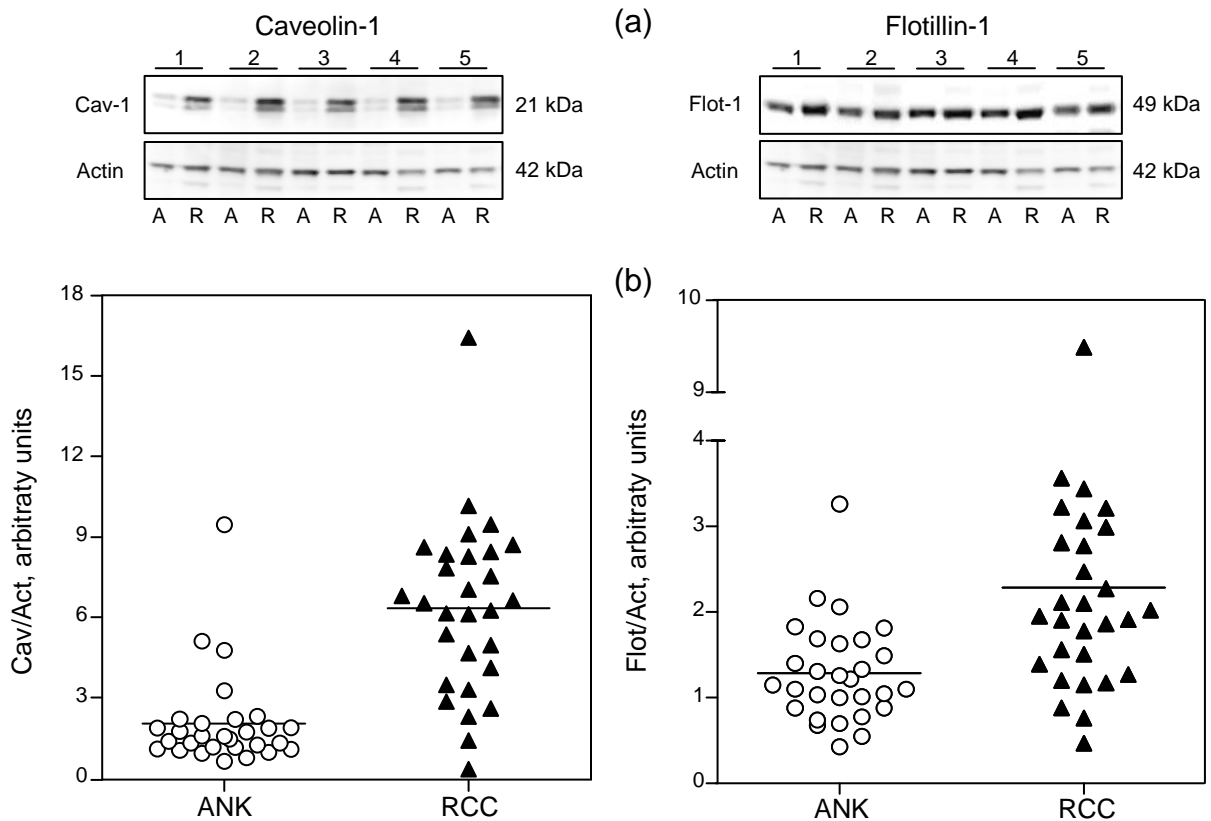 Caveolin-1
(a)
Flotillin-1
1 2 3 4 5
1 2 3 4 5
Cav-1
21 kDa
Flot-1
49 kDa
Actin
42 kDa
Actin
42 kDa
A R A R A R A R A R
A R A R A R A R A R
(b)
18
15
12
9
6
3
0
Cav/Act, arbitraty units
ANK
RCC
10
9
4
3
2
1
0
Flot/Act, arbitraty units
ANK
RCC